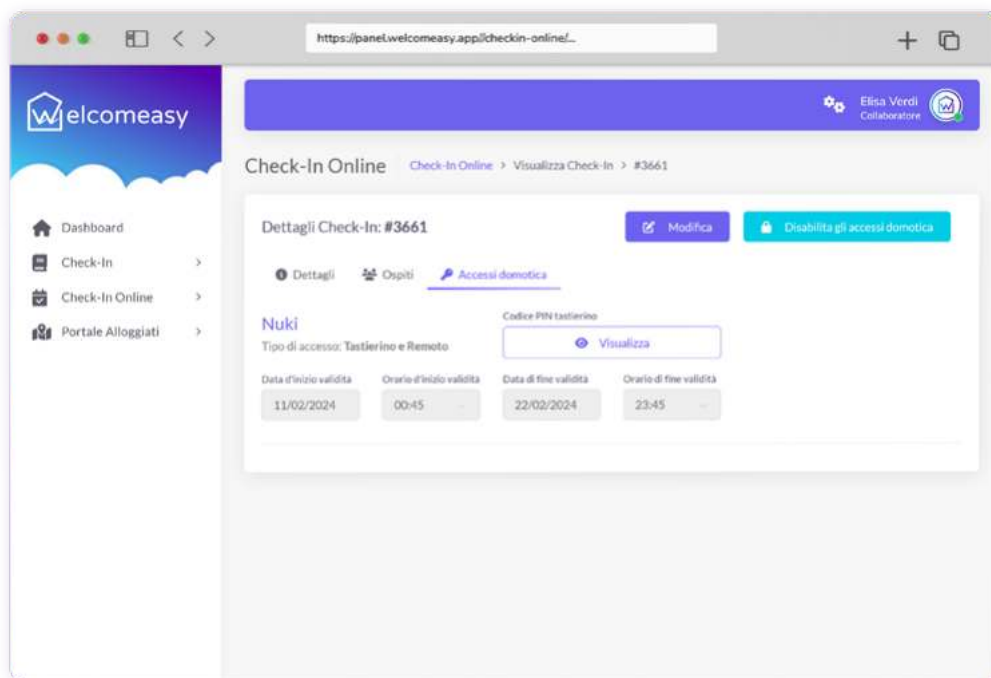 https://panel.welcomeasy.app//checkin-online/...
Welcomeasy
Elisa Verdi
Collaboratore
Check-In Online
Check-In Online > Visualizza Check-In > #3661
Dashboard
Check-In
Check-In Online
Portale Alloggiati
Dettagli Check-In: #3661
Modifica
Disabilita gli accessi domotica
Dettagli
Ospiti
Accessi domotica
Nuki
Tipo di accesso: Tastierino e Remoto
Codice PIN tastierino
Visualizza
Data d'inizio validità
Orario d'inizio validità
Data di fine validità
Orario di fine validità
11/02/2024
00:45
22/02/2024
23:45